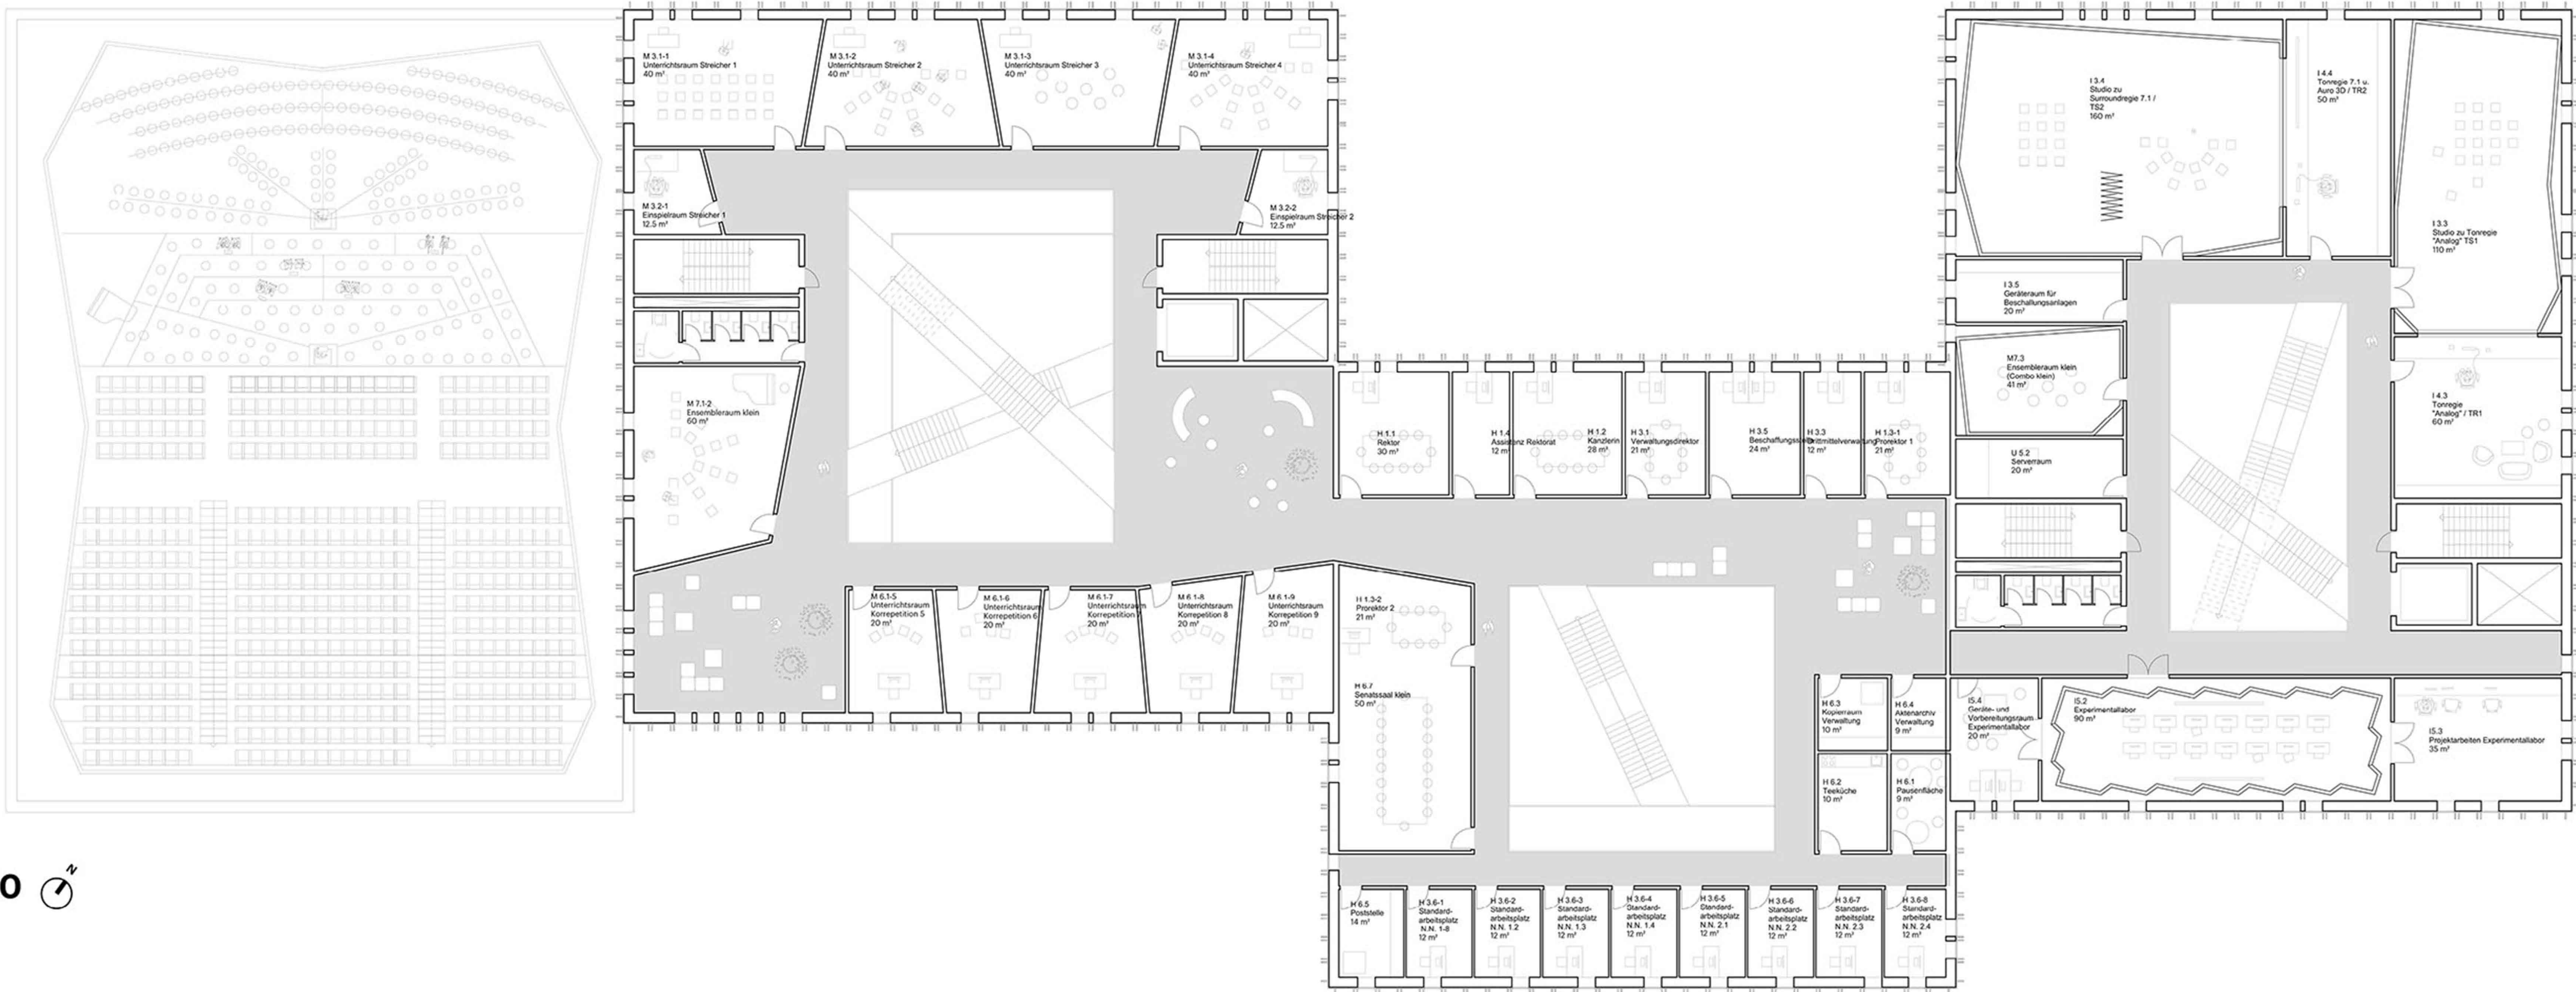 M 3.1-1
Unterrichtsraum Streicher 1
40 m²
M 3.1-2
Unterrichtsraum Streicher 2
40 m²
M 3.1-3
Unterrichtsraum Streicher 3
40 m²
M 3.1-4
Unterrichtsraum Streicher 4
40 m²
M 3.2-1
Einspielraum Streicher 1
12.5 m²
M 3.2-2
Einspielraum Streicher 2
12.5 m²
M 7.1-2
Ensembleraum klein
60 m²
M 6.1-5
Unterrichtsraum
Korrepetition 5
20 m²
M 6.1-6
Unterrichtsraum
Korrepetition 6
20 m²
M 6.1-7
Unterrichtsraum
Korrepetition
20 m²
M 6.1-8
Unterrichtsraum
Korrepetition 8
20 m²
M 6.1-9
Unterrichtsraum
Korrepetition 9
20 m²
H 1.1
Rektor
30 m²
H 1.4
Assistenz Rektorat
12 m²
H 1.2
Kanzlerin
28 m²
H 3.1
Verwaltungsdirektor
21 m²
H 3.5
24 m²
H 3.3
12 m²
H 1.3-1
Prorektor 1
21 m²
H 1.3-2
Prorektor 2
21 m²
H 6.7
Senatssaal klein
50 m²
H 6.3
Kopierraum
Verwaltung
10 m²
H 6.4
Aktenarchiv
Verwaltung
9 m²
H 6.2
Teeküche
10 m²
H 6.1
Pausenfläche
9 m²
H 6.5
Poststelle
14 m²
H 3.6-1
Standard-
arbeitsplatz
N.N. 1-8
12 m²
H 3.6-2
Standard-
arbeitsplatz
N.N. 1.2
12 m²
H 3.6-3
Standard-
arbeitsplatz
N.N. 1.3
12 m²
H 3.6-4
Standard-
arbeitsplatz
N.N. 1.4
12 m²
H 3.6-5
Standard-
arbeitsplatz
N.N. 2.1
12 m²
H 3.6-6
Standard-
arbeitsplatz
N.N. 2.2
12 m²
H 3.6-7
Standard-
arbeitsplatz
N.N. 2.3
12 m²
H 3.6-8
Standard-
arbeitsplatz
N.N. 2.4
12 m²
I 3.4
Studio zu
Surroundregie 7.1 /
TS2
160 m²
I 4.4
Tonregie 7.1 u.
Auro 3D / TR2
50 m²
I 3.3
Studio zu Tonregie
"Analog" TS1
110 m²
I 3.5
Geräteraum für
Beschallungsanlagen
20 m²
M7.3
Ensembleraum klein
(Combo klein)
41 m²
I 4.3
Tonregie
"Analog" / TR1
60 m²
U 5.2
Serverraum
20 m²
I5.4
Geräte- und
Vorbereitungsraum
Experimentallabor
20 m²
I5.2
Experimentallabor
90 m²
I5.3
Projektarbeiten Experimentallabor
35 m²
0
N